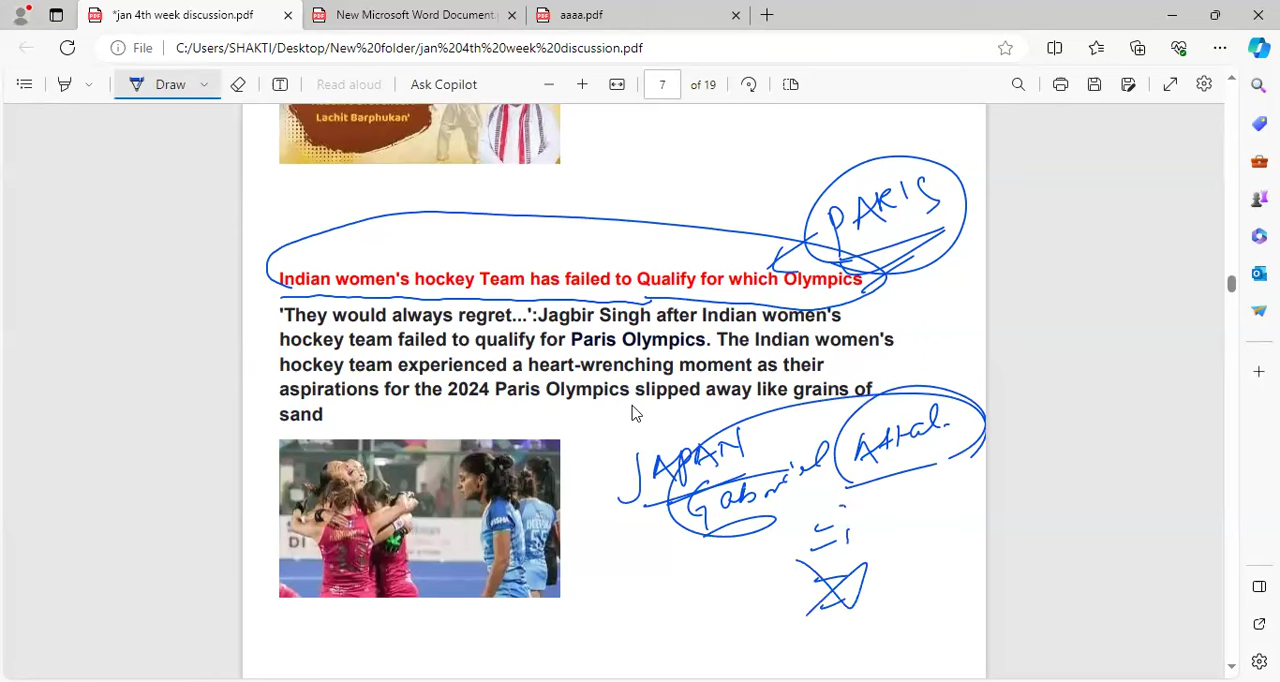 *jan 4th week discussion.pdf
New Microsoft Word Document.
aaaa.pdf
File
C:/Users/SHAKTI/Desktop/New%20folder/jan%204th%20week%20discussion.pdf
Draw
Read aloud
Ask Copilot
7
of 19
Lachit Barphukan'
PARIS
Indian women's hockey Team has failed to Qualify for which Olympics
'They would always regret...':Jagbir Singh after Indian women's
hockey team failed to qualify for Paris Olympics. The Indian women's
hockey team experienced a heart-wrenching moment as their
aspirations for the 2024 Paris Olympics slipped away like grains of
sand
JAPAN
Gabriel Attal.